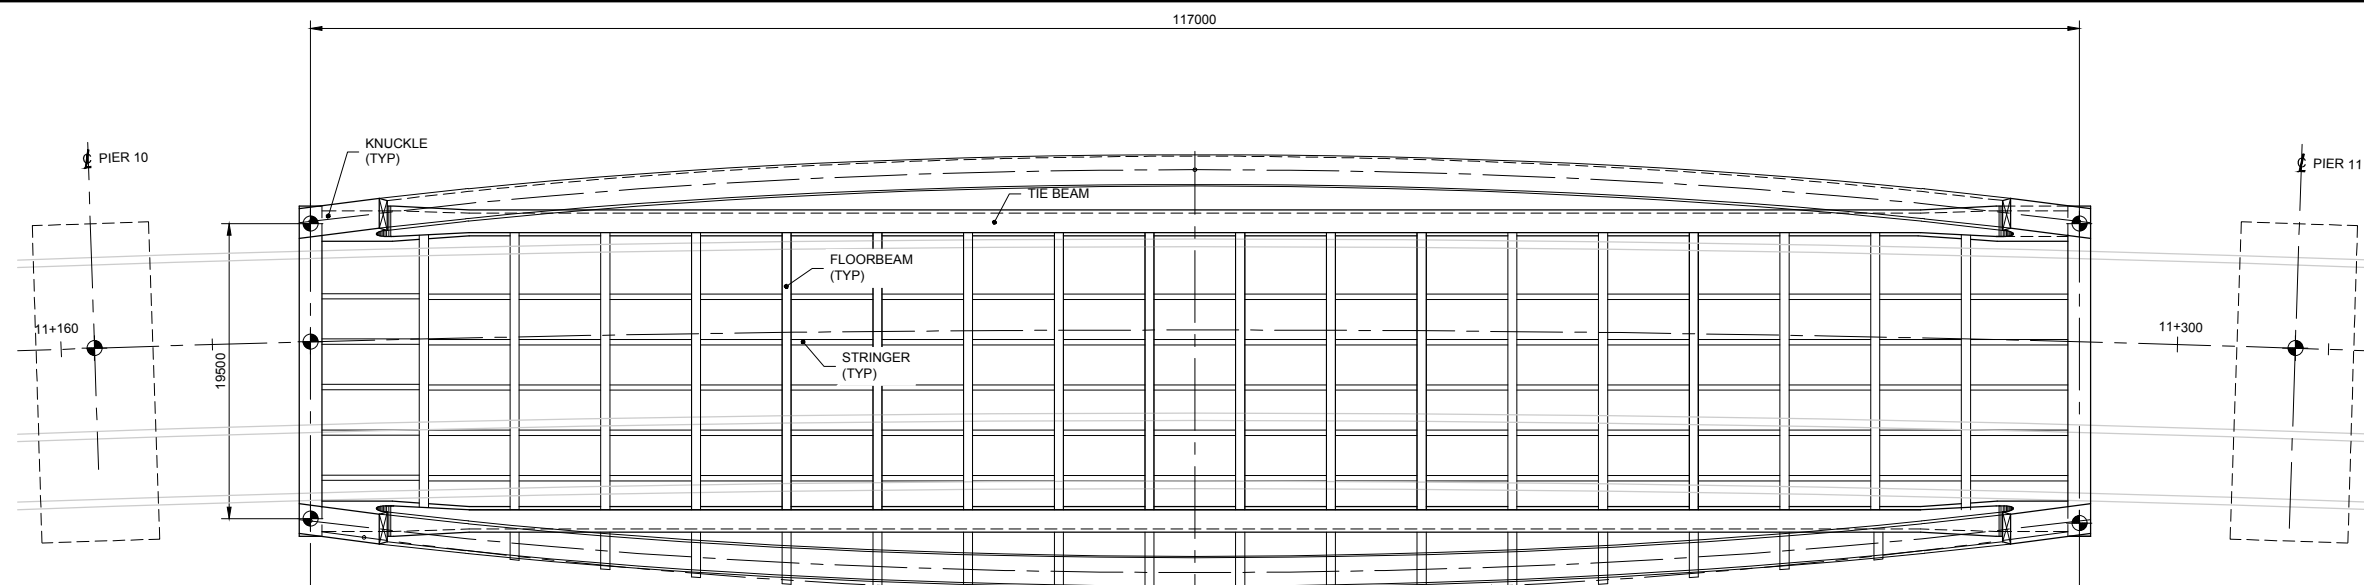 117000
KNUCKLE
(TYP)
℄ PIER 10
℄ PIER 11
TIE BEAM
FLOORBEAM
(TYP)
11+160
11+300
STRINGER
(TYP)
19500